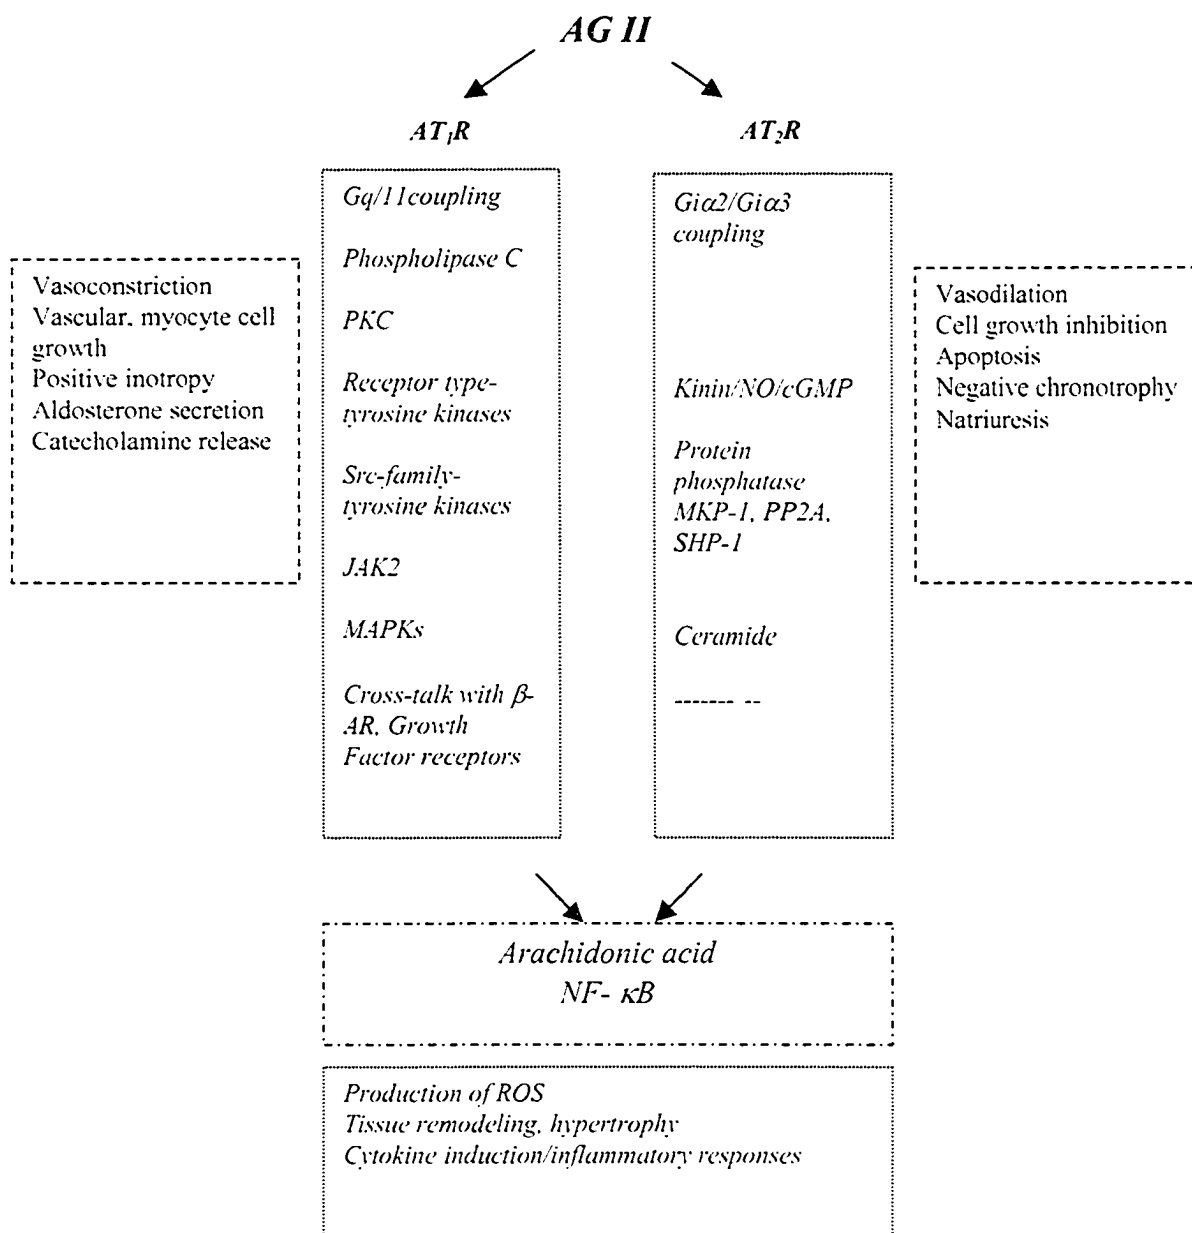 AG II
AT₁R
AT₂R
Vasoconstriction
Vascular, myocyte cell
growth
Positive inotropy
Aldosterone secretion
Catecholamine release
Gq/11coupling
Phospholipase C
PKC
Receptor type-
tyrosine kinases
Src-family-
tyrosine kinases
JAK2
MAPKs
Cross-talk with β-
AR, Growth
Factor receptors
Giα2/Giα3
coupling
Kinin/NO/cGMP
Protein
phosphatase
MKP-1, PP2A,
SHP-1
Ceramide
------- --
Vasodilation
Cell growth inhibition
Apoptosis
Negative chronotrophy
Natriuresis
Arachidonic acid
NF- κB
Production of ROS
Tissue remodeling, hypertrophy
Cytokine induction/inflammatory responses